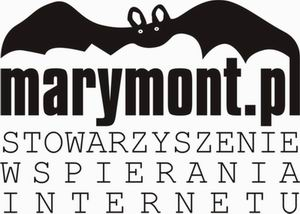 marymont.pl
STOWARZYSZENIE
WSPIERANIA
INTERNETU